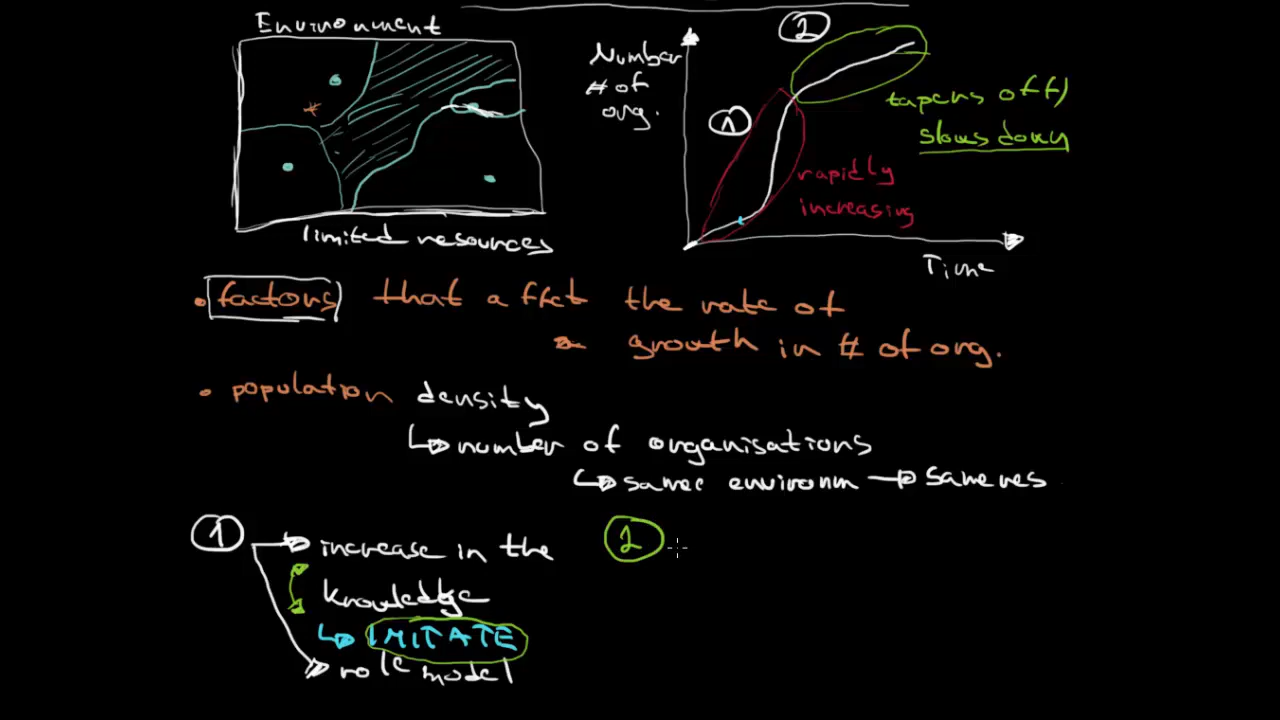 Environment
limited resources
Number
# of
org.
1
2
tapers off/
slows down
rapidly
increasing
Time
• factors that affect the rate of
growth in # of org.
• population density
number of organisations
same environm → same res
1 increase in the
knowledge
IMITATE
role model
2